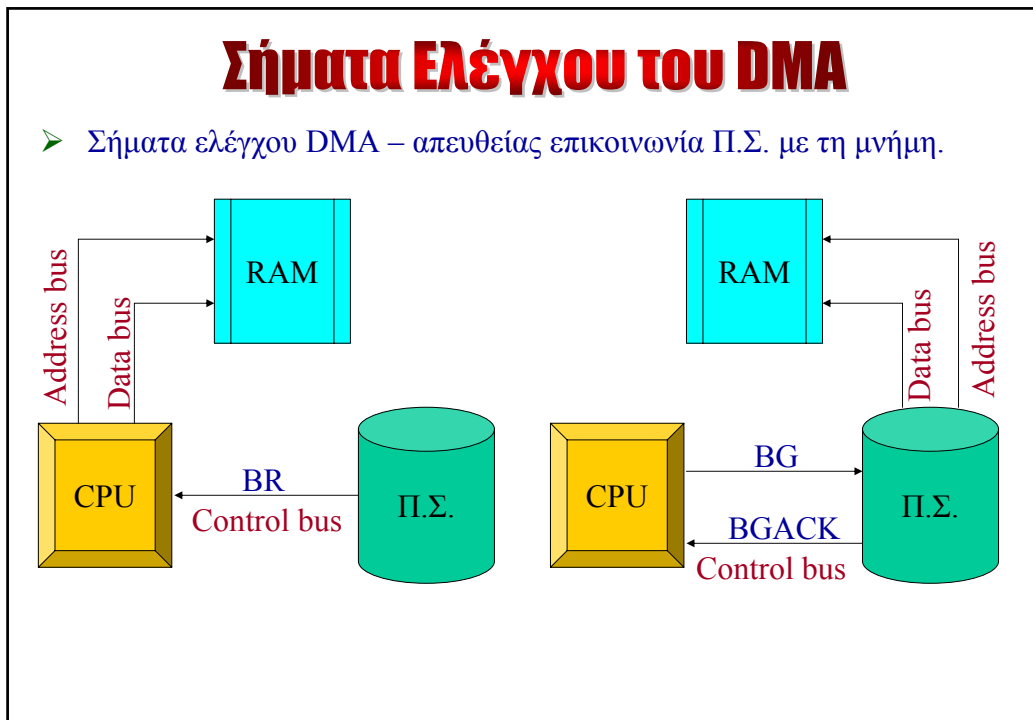 Σήματα Ελέγχου του DMA
Σήματα ελέγχου DMA – απευθείας επικοινωνία Π.Σ. με τη μνήμη.
Address bus
Data bus
RAM
CPU
BR
Control bus
Π.Σ.
RAM
Data bus
Address bus
CPU
BG
BGACK
Control bus
Π.Σ.